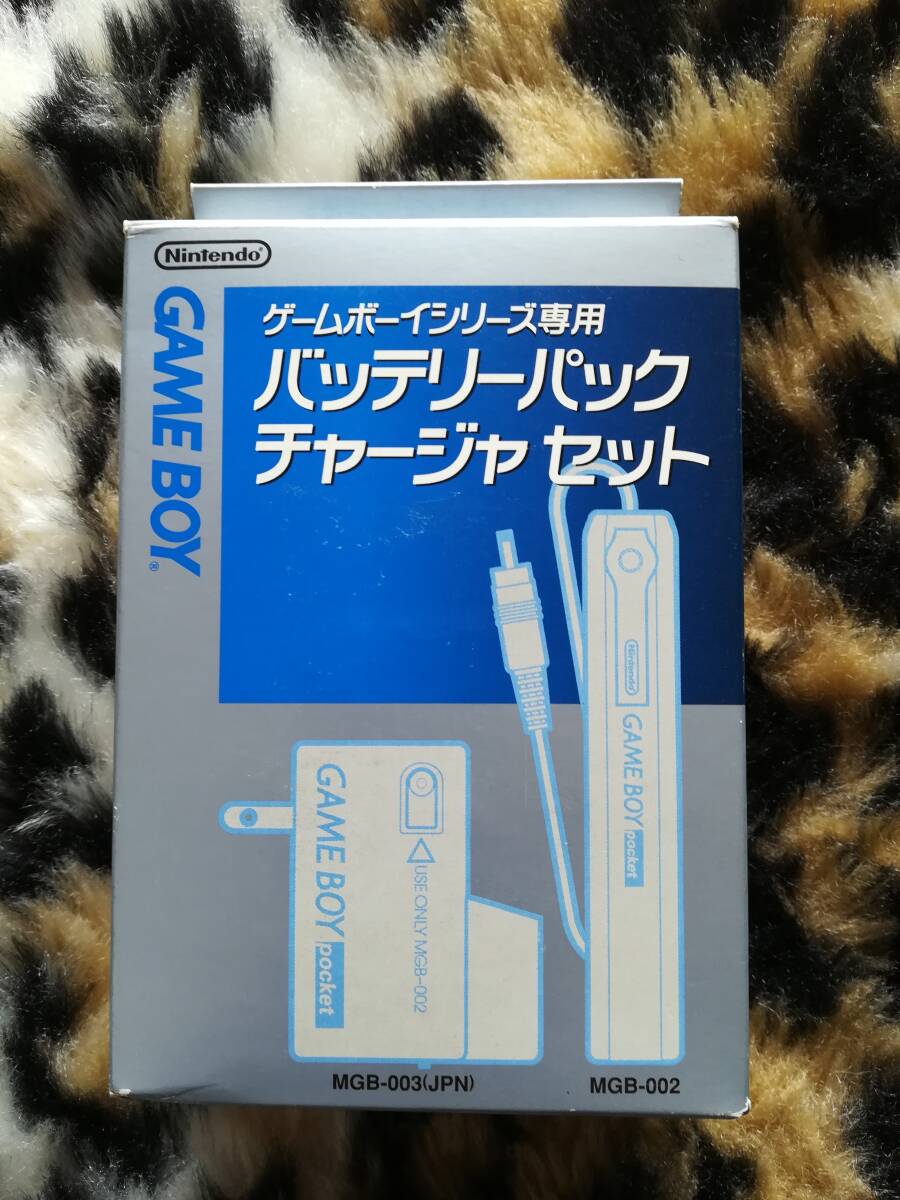 Nintendo®
GAME BOY®
ゲームボーイシリーズ専用
バッテリーパック
チャージャ セット
Nintendo
GAME BOY pocket
GAME BOY pocket
USE ONLY MGB-002
MGB-003(JPN)
MGB-002